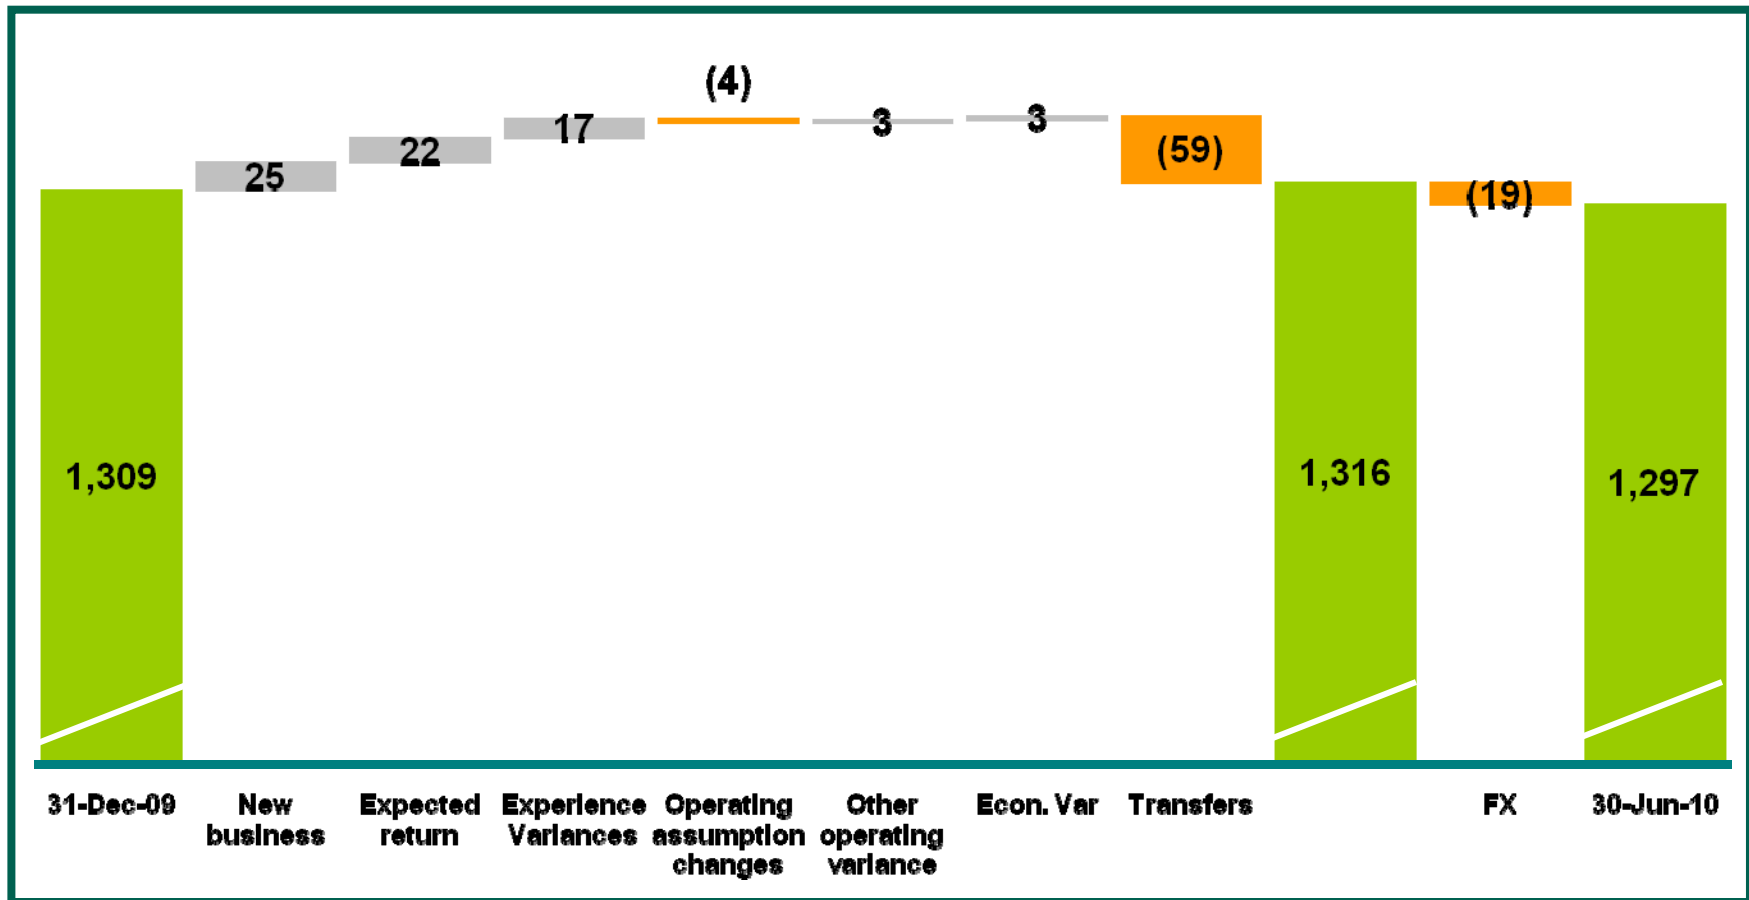 (4)
3
3
17
(59)
22
25
(19)
1,309
1,316
1,297
31-Dec-09
New
business
Expected
return
Experience
Variances
Operating
assumption
changes
Other
operating
variance
Econ. Var
Transfers
FX
30-Jun-10